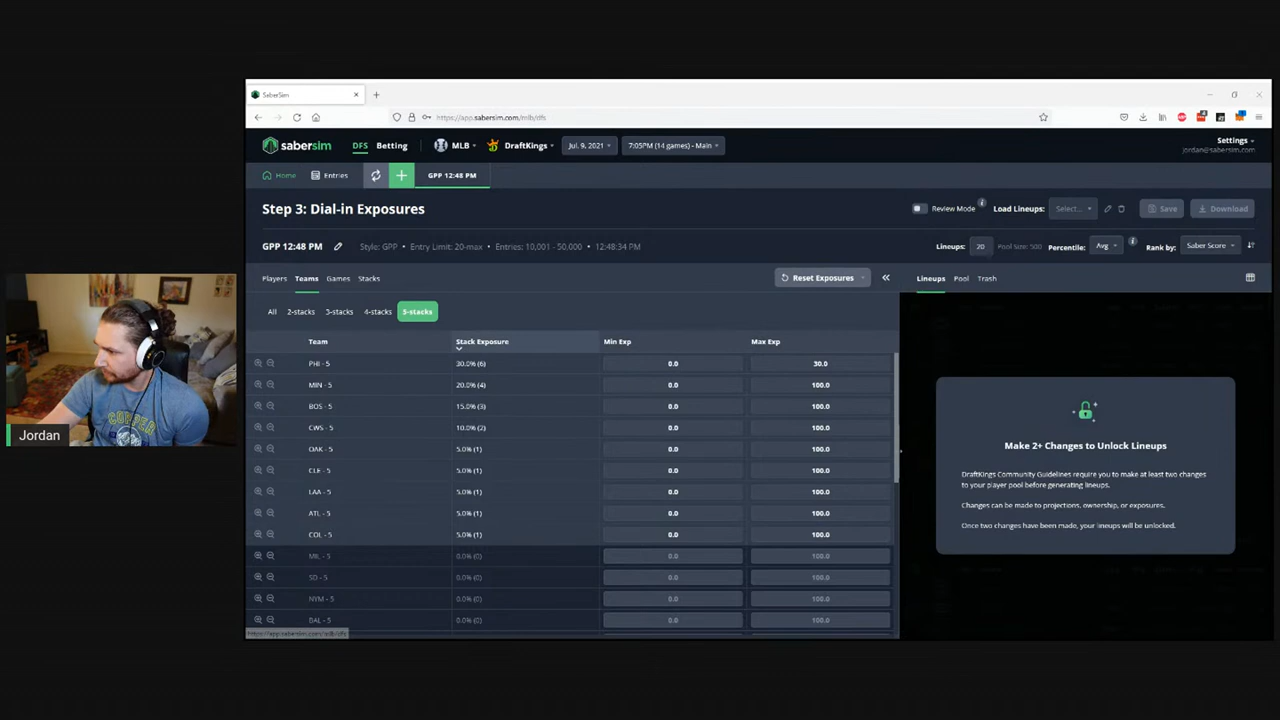 SaberSim
https://app.sabersim.com/mlb/dfs
sabersim DFS Betting MLB DraftKings Jul. 9, 2021 7:05PM (14 games) - Main Settings
jordan@sabersim.com
Home Entries GPP 12:48 PM
Step 3: Dial-in Exposures Review Mode Load Lineups: Select... Save Download
GPP 12:48 PM Style: GPP • Entry Limit: 20-max • Entries: 10,001 - 50,000 • 12:48:34 PM Lineups: 20 Pool Size: 500 Percentile: Avg Rank by: Saber Score
Players Teams Games Stacks Reset Exposures Lineups Pool Trash
All 2-stacks 3-stacks 4-stacks 5-stacks
Team Stack Exposure Min Exp Max Exp
PHI - 5 30.0% (6) 0.0 30.0
MIN - 5 20.0% (4) 0.0 100.0
BOS - 5 15.0% (3) 0.0 100.0
CWS - 5 10.0% (2) 0.0 100.0
OAK - 5 5.0% (1) 0.0 100.0
CLE - 5 5.0% (1) 0.0 100.0
LAA - 5 5.0% (1) 0.0 100.0
ATL - 5 5.0% (1) 0.0 100.0
COL - 5 5.0% (1) 0.0 100.0
MIL - 5 0.0% (0) 0.0 100.0
SD - 5 0.0% (0) 0.0 100.0
NYM - 5 0.0% (0) 0.0 100.0
BAL - 5 0.0% (0) 0.0 100.0
https://app.sabersim.com/mlb/dfs
Make 2+ Changes to Unlock Lineups
DraftKings Community Guidelines require you to make at least two changes
to your player pool before generating lineups.
Changes can be made to projections, ownership, or exposures.
Once two changes have been made, your lineups will be unlocked.
Jordan